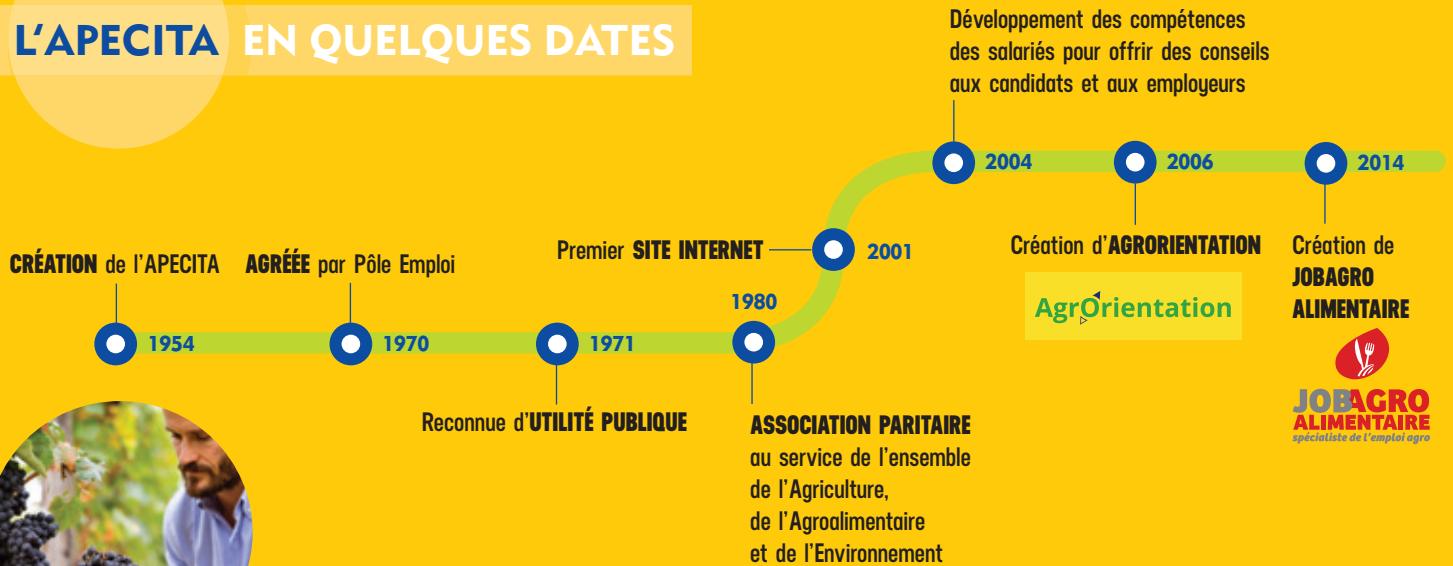 L'APECITA EN QUELQUES DATES
CRÉATION de l'APECITA
1954
AGRÉÉE par Pôle Emploi
1970
1971
Reconnue d'UTILITÉ PUBLIQUE
1980
ASSOCIATION PARITAIRE
au service de l'ensemble
de l'Agriculture,
de l'Agroalimentaire
et de l'Environnement
Premier SITE INTERNET
2001
Développement des compétences
des salariés pour offrir des conseils
aux candidats et aux employeurs
2004
2006
Création d'AGRORIENTATION
AgrOrientation
2014
Création de
JOBAGRO
ALIMENTAIRE
JOBAGRO
ALIMENTAIRE
spécialiste de l'emploi agro